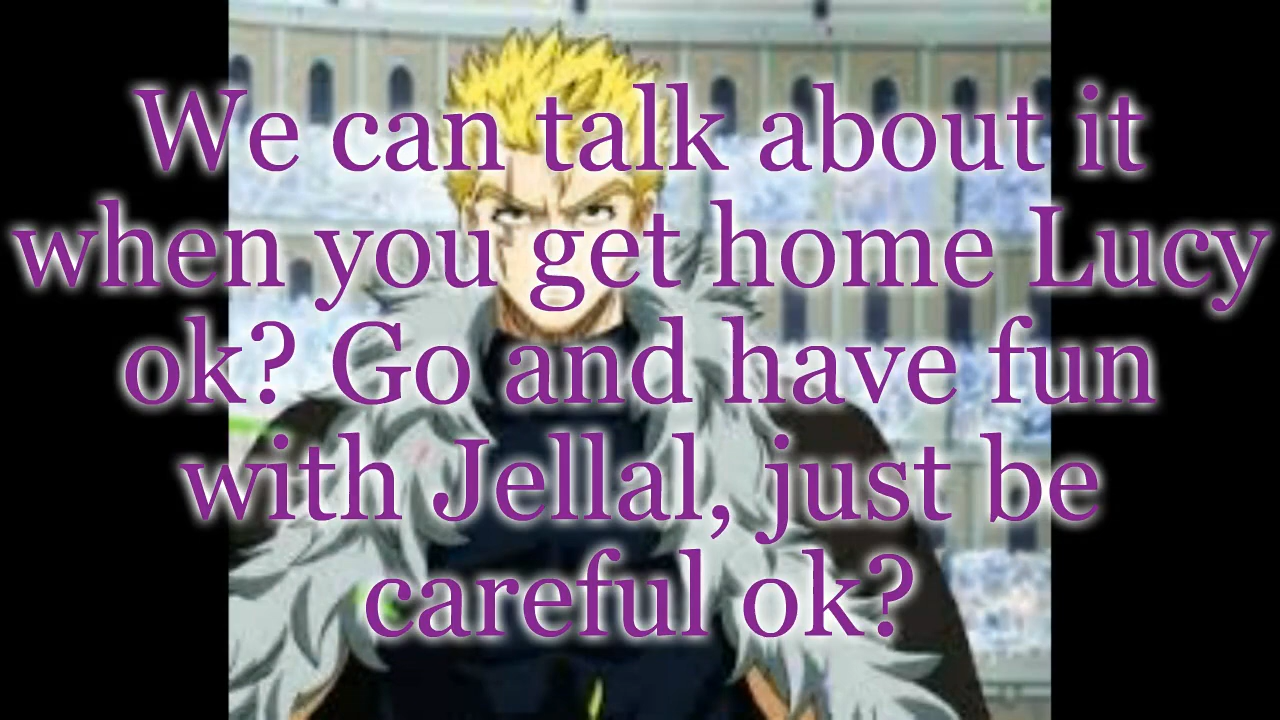 We can talk about it
when you get home Lucy
ok? Go and have fun
with Jellal, just be
careful ok?